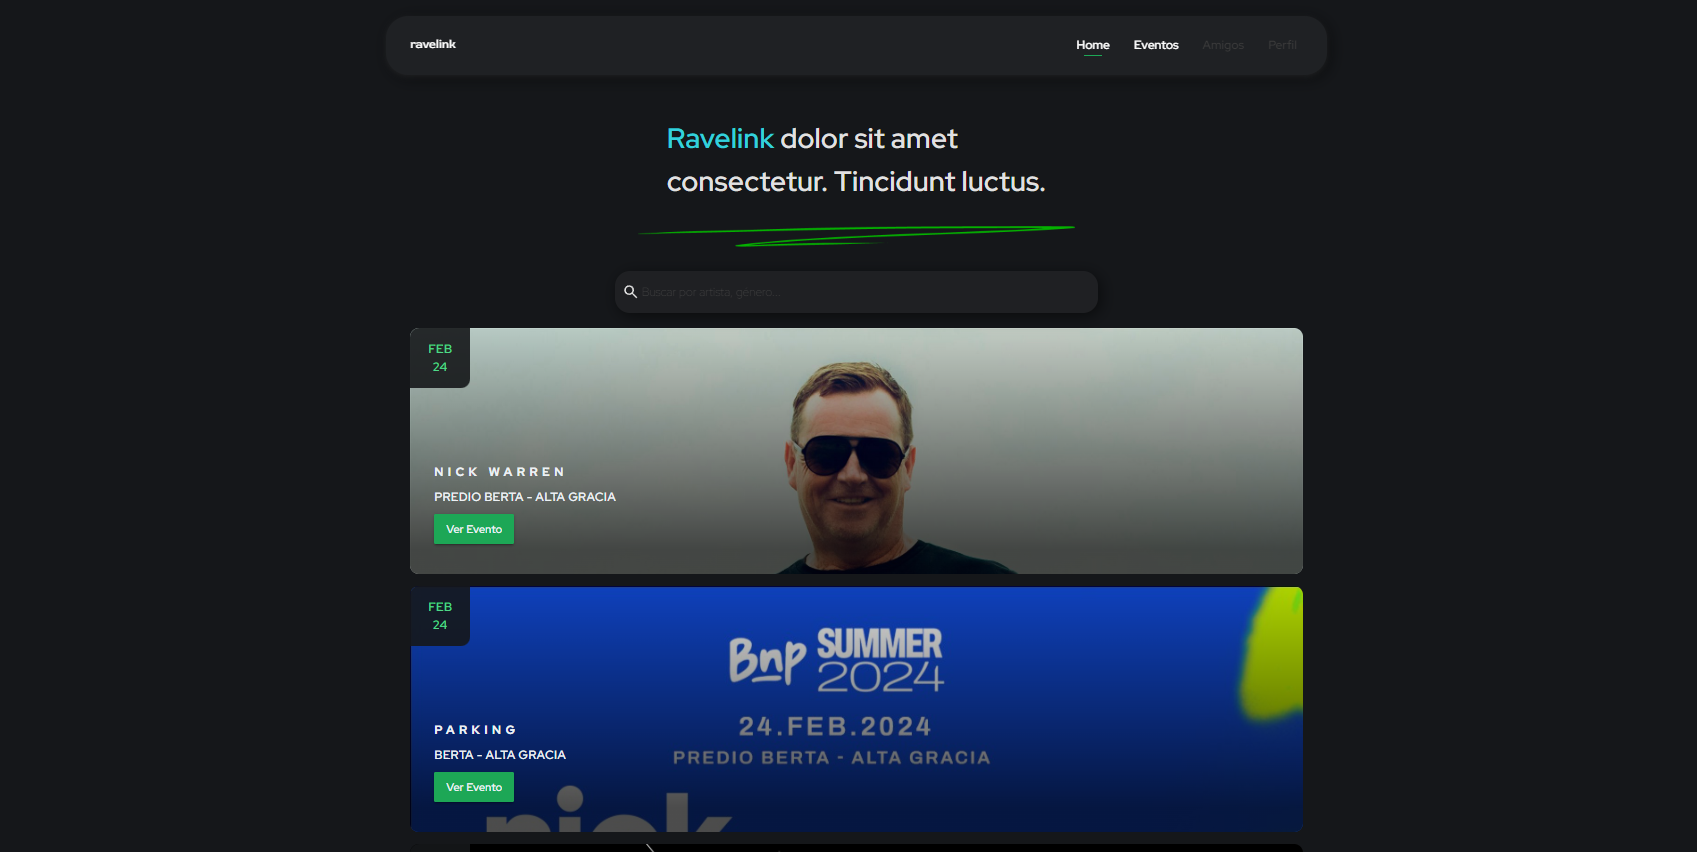 ravelink
Home Eventos Amigos Perfil
Ravelink dolor sit amet
consectetur. Tincidunt luctus.
Buscar por artista, género...
FEB
24
NICK WARREN
PREDIO BERTA - ALTA GRACIA
Ver Evento
FEB
24
Bnp SUMMER
2024
24.FEB.2024
PREDIO BERTA - ALTA GRACIA
PARKING
BERTA - ALTA GRACIA
Ver Evento
nick